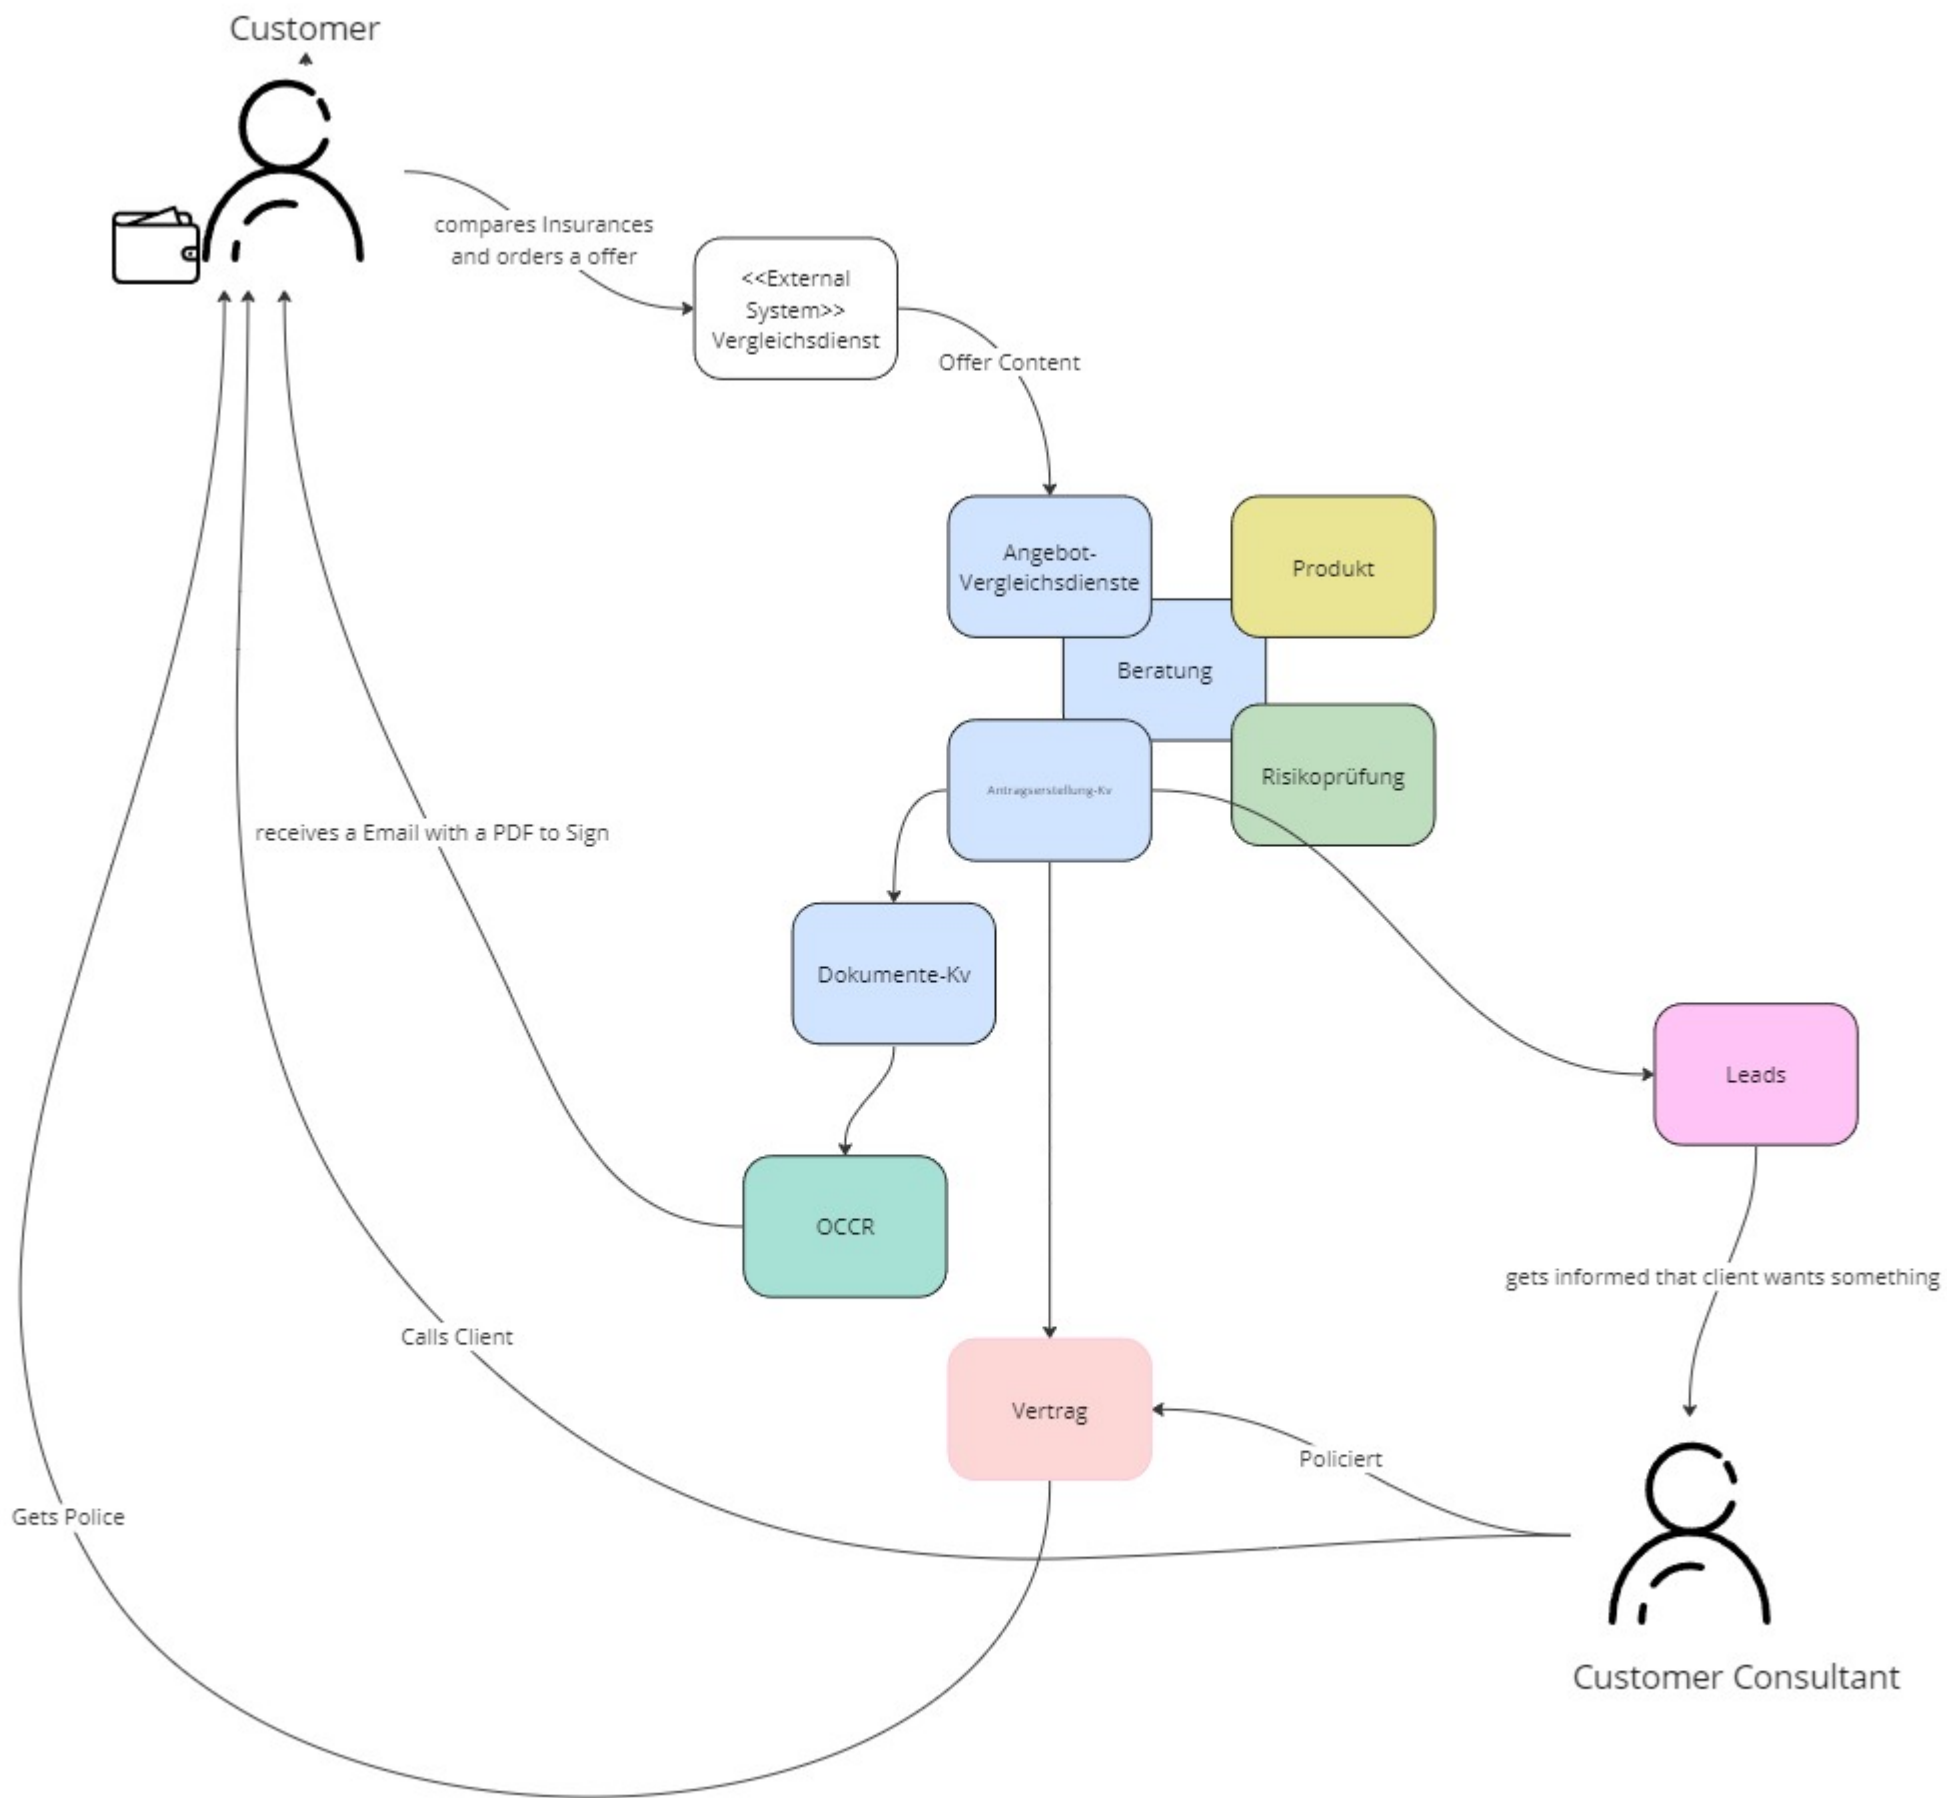 Customer
compares Insurances
and orders a offer
<<External
System>>
Vergleichsdienst
Offer Content
Angebot-
Vergleichsdienste
Produkt
Beratung
Risikoprüfung
Antragserstellung-Kv
receives a Email with a PDF to Sign
Dokumente-Kv
Leads
OCCR
gets informed that client wants something
Calls Client
Vertrag
Policiert
Gets Police
Customer Consultant